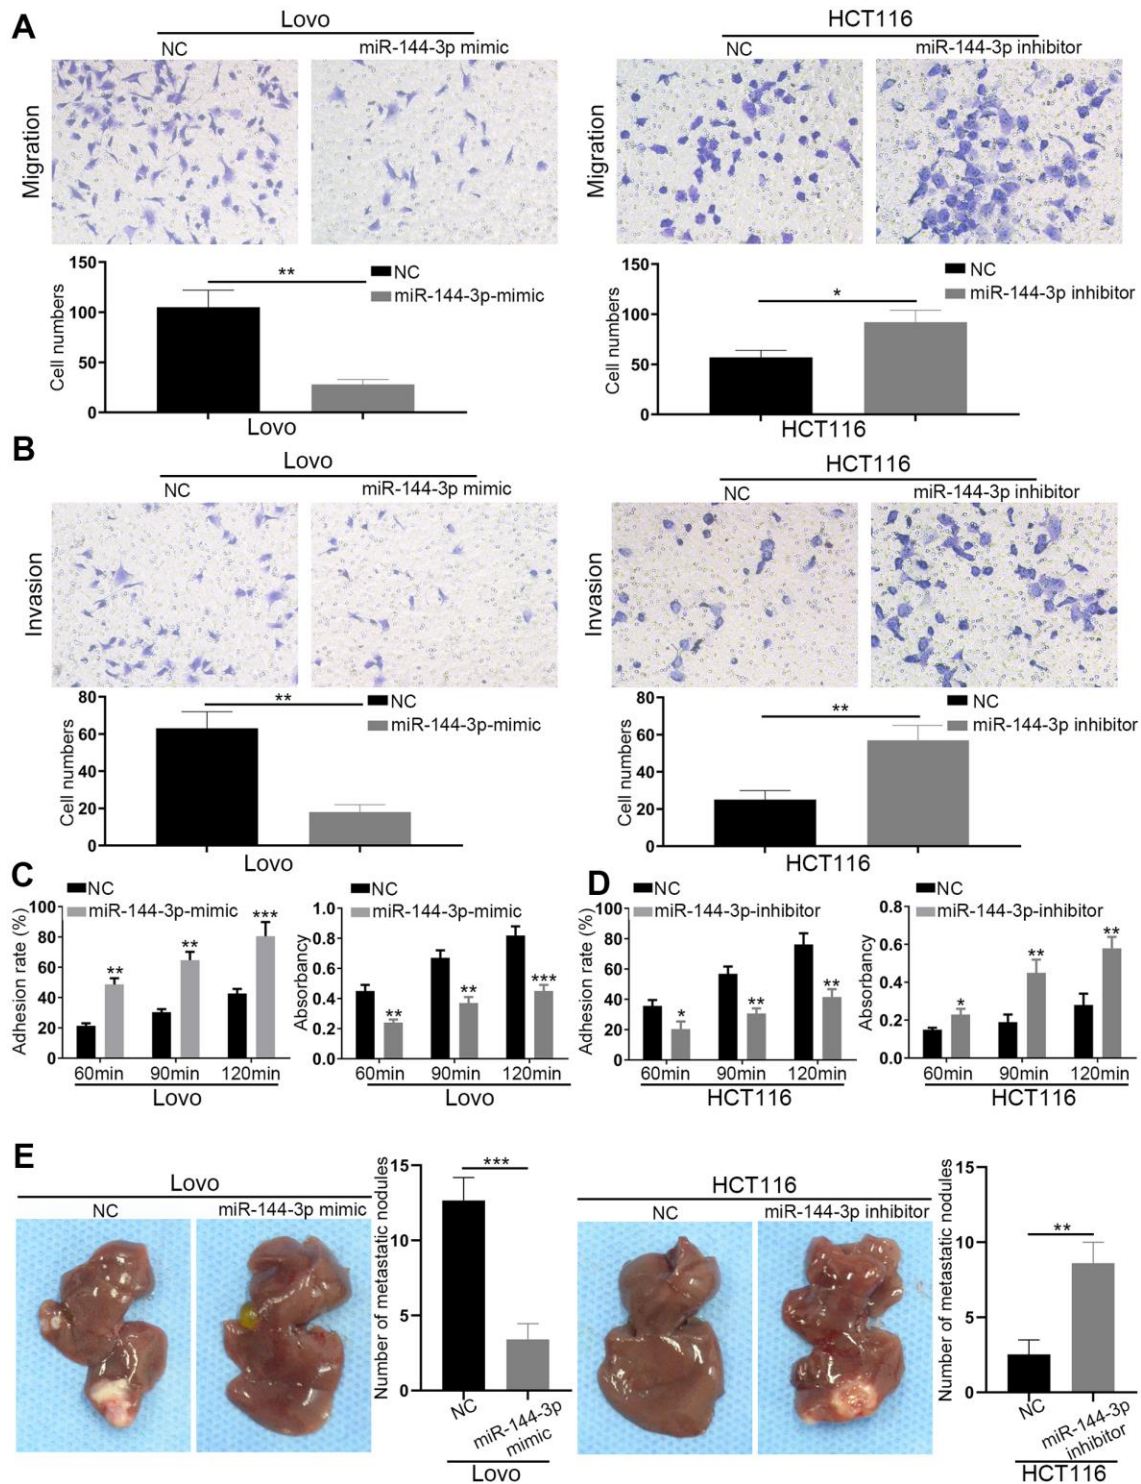 A
Lovo
NC
miR-144-3p mimic
Migration
HCT116
NC
miR-144-3p inhibitor
Migration
Cell numbers
150
100
50
0
**
NC
miR-144-3p-mimic
Lovo
Cell numbers
150
100
50
0
*
NC
miR-144-3p inhibitor
HCT116
B
Lovo
NC
miR-144-3p mimic
Invasion
HCT116
NC
miR-144-3p inhibitor
Invasion
Cell numbers
80
60
40
20
0
**
NC
miR-144-3p-mimic
Lovo
Cell numbers
80
60
40
20
0
**
NC
miR-144-3p inhibitor
HCT116
C
NC
miR-144-3p-mimic
Adhesion rate (%)
100
80
60
40
20
0
**
**
***
60min 90min 120min
Lovo
NC
miR-144-3p-mimic
Absorbancy
1.0
0.8
0.6
0.4
0.2
0.0
**
**
***
60min 90min 120min
Lovo
D
NC
miR-144-3p-inhibitor
Adhesion rate (%)
100
80
60
40
20
0
*
**
**
60min 90min 120min
HCT116
NC
miR-144-3p-inhibitor
Absorbancy
0.8
0.6
0.4
0.2
0.0
*
**
**
60min 90min 120min
HCT116
E
Lovo
NC
miR-144-3p mimic
Number of metastatic nodules
15
10
5
0
***
NC
miR-144-3p
mimic
Lovo
HCT116
NC
miR-144-3p inhibitor
Number of metastatic nodules
15
10
5
0
**
NC
miR-144-3p
inhibitor
HCT116